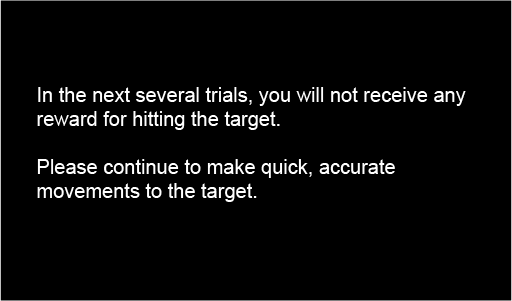 In the next several trials, you will not receive any
reward for hitting the target.
Please continue to make quick, accurate
movements to the target.